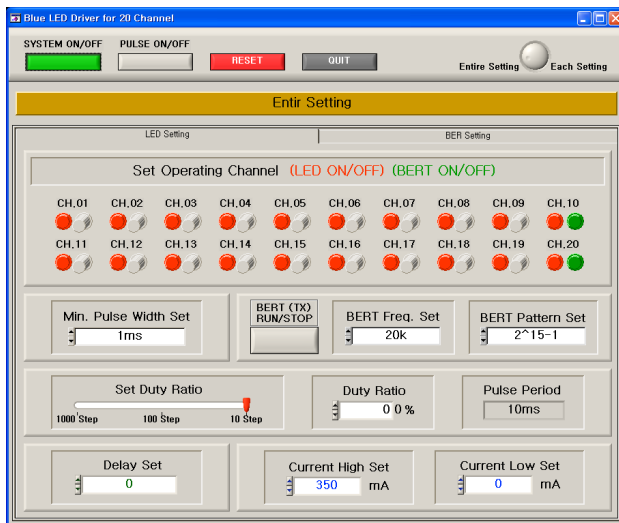 Blue LED Driver for 20 Channel
SYSTEM ON/OFF PULSE ON/OFF
RESET QUIT
Entire Setting Each Setting
Entir Setting
LED Setting BER Setting
Set Operating Channel (LED ON/OFF) (BERT ON/OFF)
CH.01 CH.02 CH.03 CH.04 CH.05 CH.06 CH.07 CH.08 CH.09 CH.10
CH.11 CH.12 CH.13 CH.14 CH.15 CH.16 CH.17 CH.18 CH.19 CH.20
Min. Pulse Width Set
1ms
BERT (TX)
RUN/STOP
BERT Freq. Set
20k
BERT Pattern Set
2^15-1
Set Duty Ratio
1000 Step 100 Step 10 Step
Duty Ratio
0 0 %
Pulse Period
10ms
Delay Set
0
Current High Set
350 mA
Current Low Set
0 mA